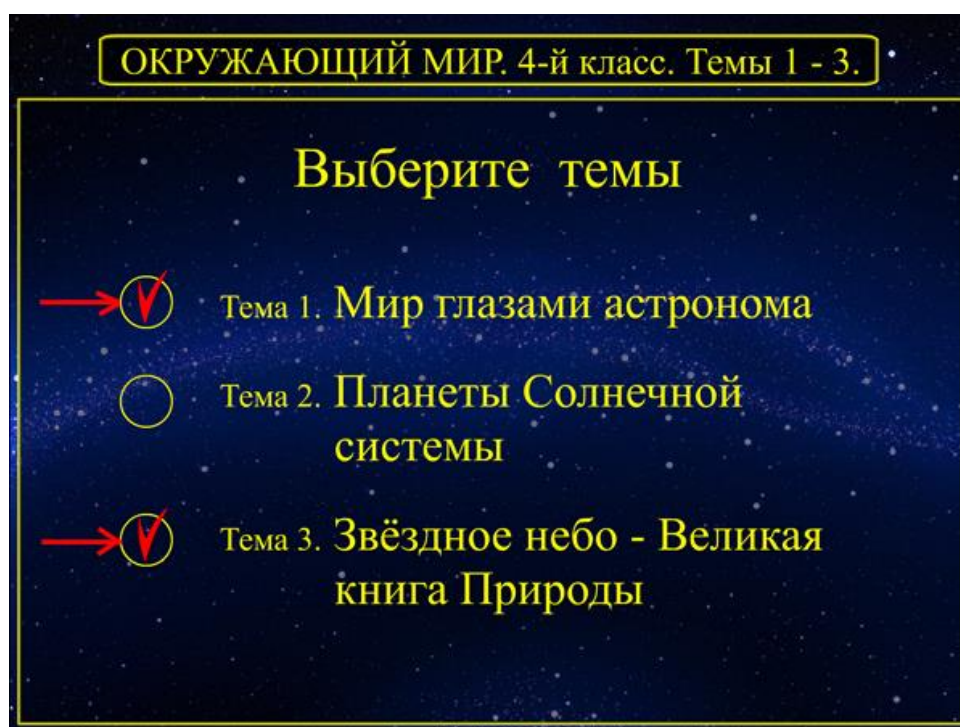 ОКРУЖАЮЩИЙ МИР. 4-й класс. Темы 1 - 3.
Выберите темы
Тема 1. Мир глазами астронома
Тема 2. Планеты Солнечной
системы
Тема 3. Звёздное небо - Великая
книга Природы